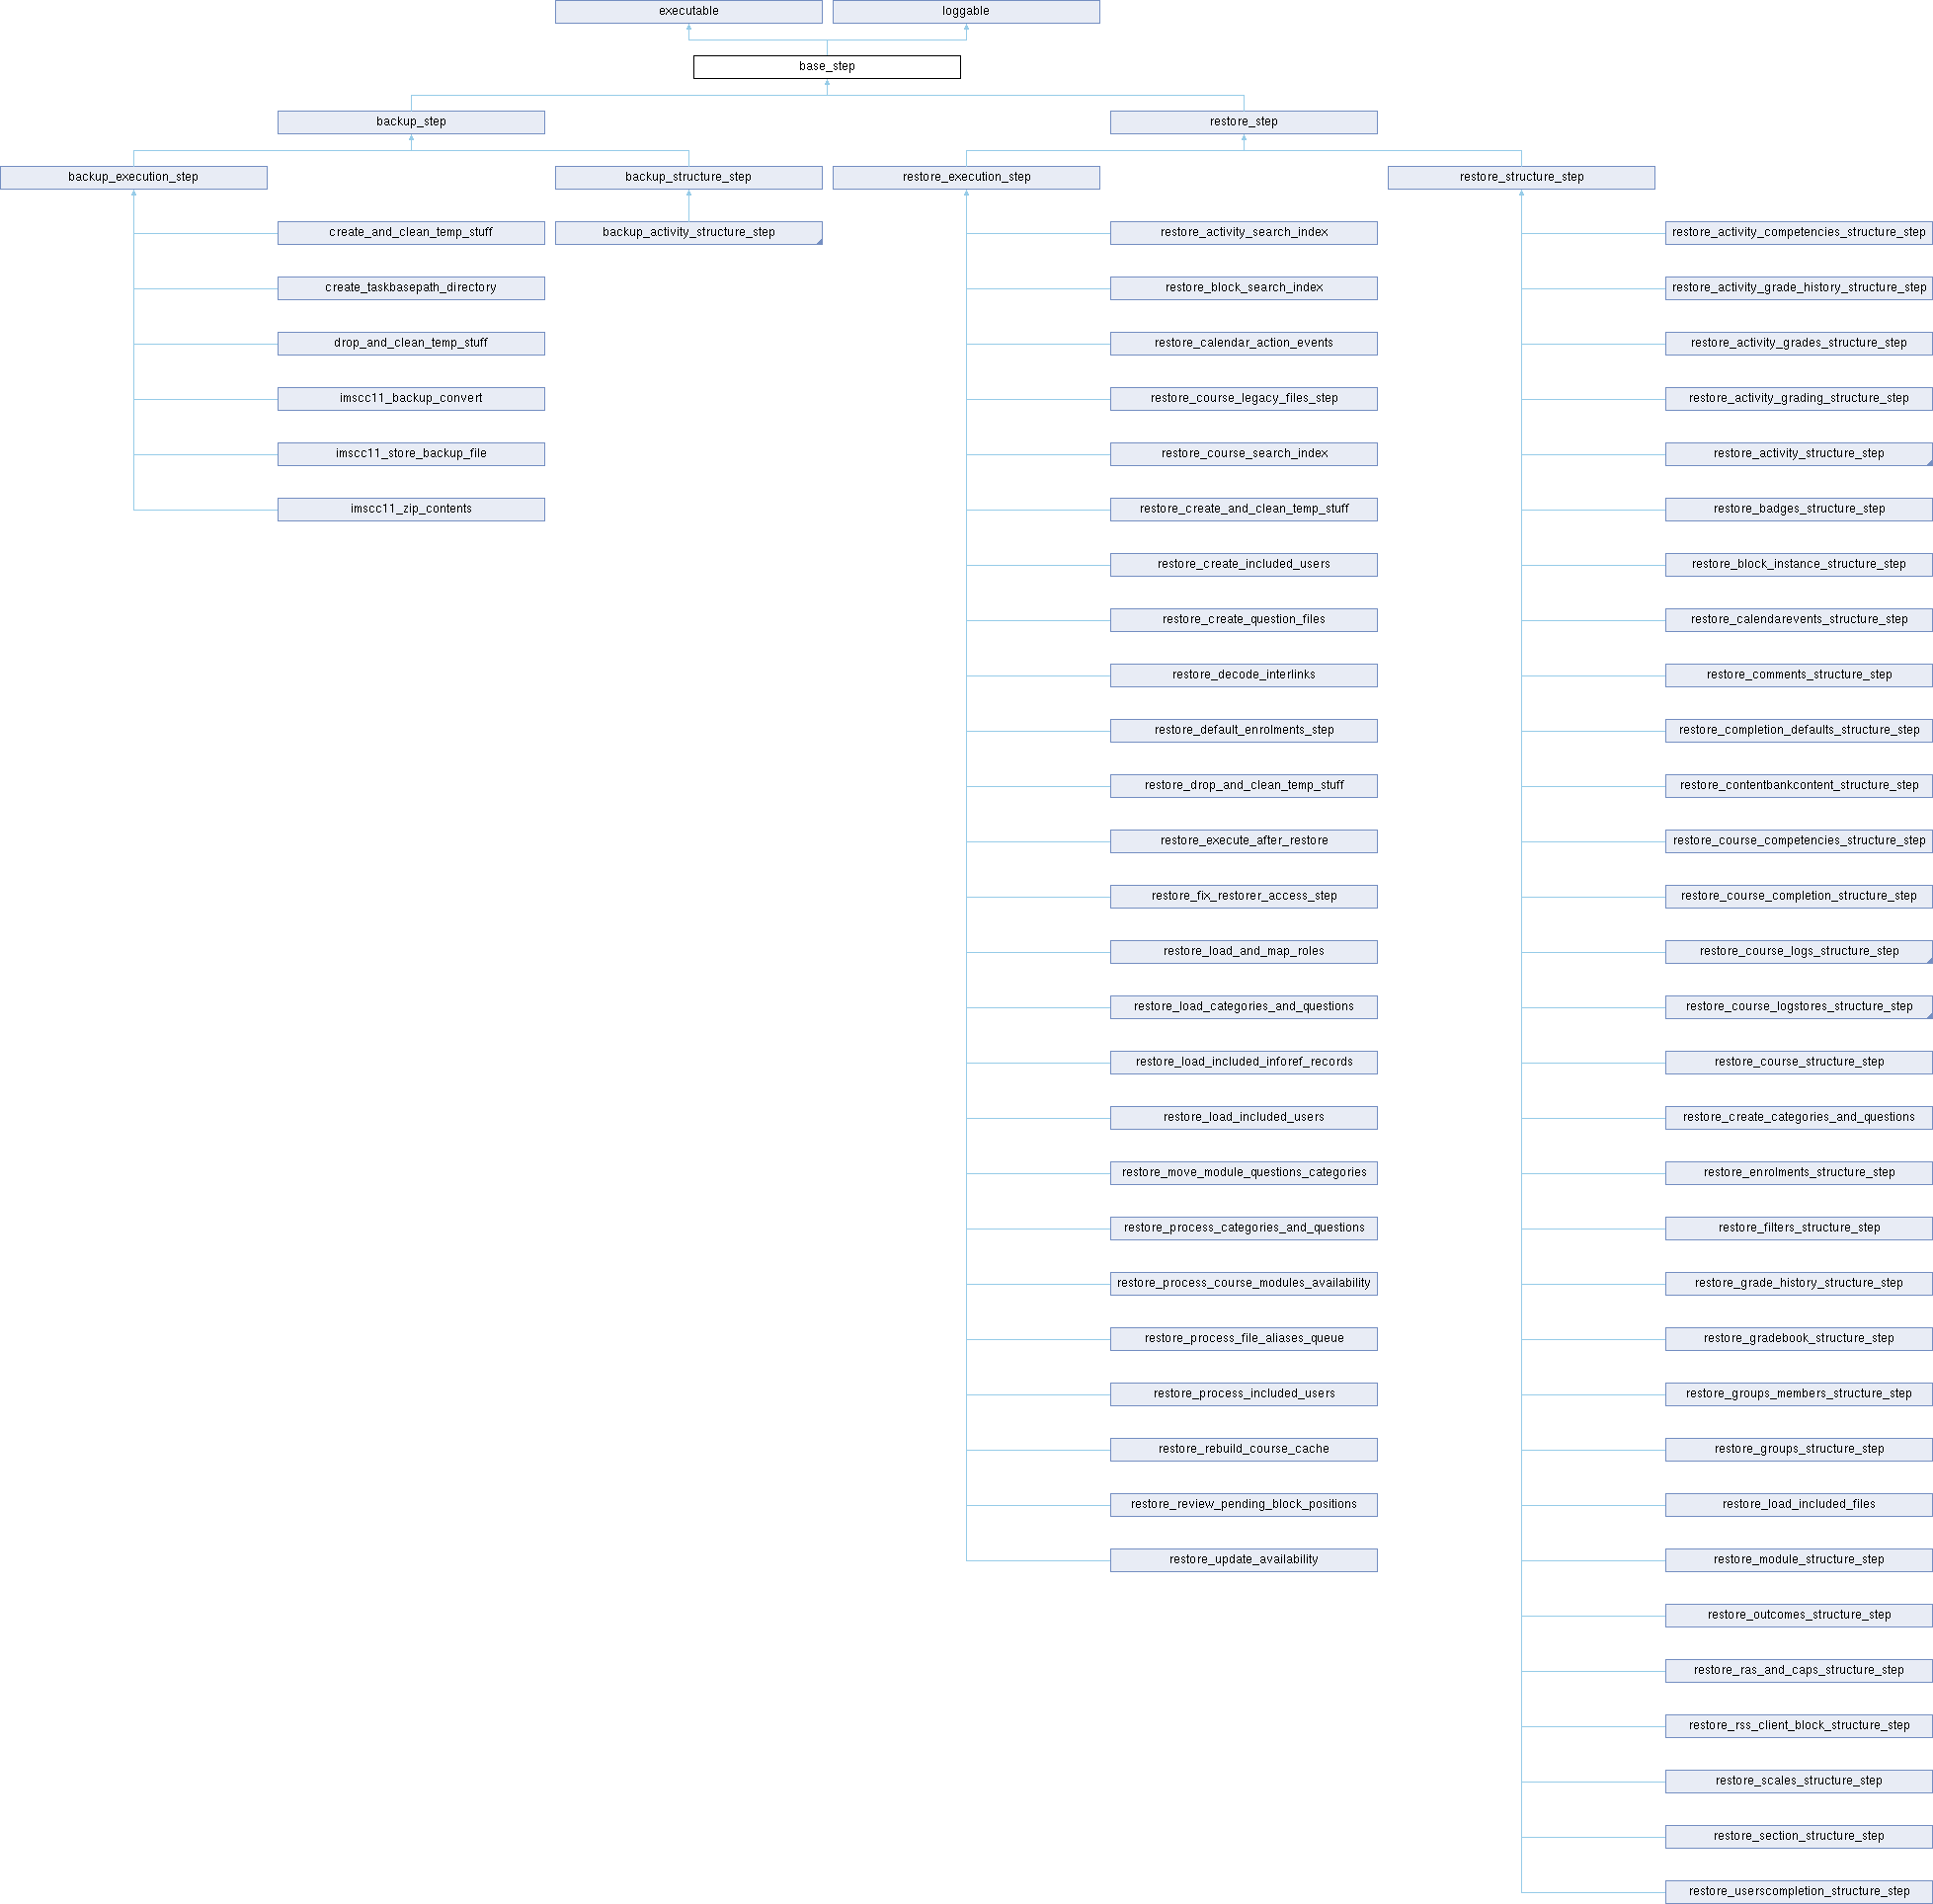 executable
loggable
base_step
backup_step
restore_step
backup_execution_step
backup_structure_step
restore_execution_step
restore_structure_step
create_and_clean_temp_stuff
create_taskbasepath_directory
drop_and_clean_temp_stuff
imscc11_backup_convert
imscc11_store_backup_file
imscc11_zip_contents
backup_activity_structure_step
restore_activity_search_index
restore_block_search_index
restore_calendar_action_events
restore_course_legacy_files_step
restore_course_search_index
restore_create_and_clean_temp_stuff
restore_create_included_users
restore_create_question_files
restore_decode_interlinks
restore_default_enrolments_step
restore_drop_and_clean_temp_stuff
restore_execute_after_restore
restore_fix_restorer_access_step
restore_load_and_map_roles
restore_load_categories_and_questions
restore_load_included_inforef_records
restore_load_included_users
restore_move_module_questions_categories
restore_process_categories_and_questions
restore_process_course_modules_availability
restore_process_file_aliases_queue
restore_process_included_users
restore_rebuild_course_cache
restore_review_pending_block_positions
restore_update_availability
restore_activity_competencies_structure_step
restore_activity_grade_history_structure_step
restore_activity_grades_structure_step
restore_activity_grading_structure_step
restore_activity_structure_step
restore_badges_structure_step
restore_block_instance_structure_step
restore_calendarevents_structure_step
restore_comments_structure_step
restore_completion_defaults_structure_step
restore_contentbankcontent_structure_step
restore_course_competencies_structure_step
restore_course_completion_structure_step
restore_course_logs_structure_step
restore_course_logstores_structure_step
restore_course_structure_step
restore_create_categories_and_questions
restore_enrolments_structure_step
restore_filters_structure_step
restore_grade_history_structure_step
restore_gradebook_structure_step
restore_groups_members_structure_step
restore_groups_structure_step
restore_load_included_files
restore_module_structure_step
restore_outcomes_structure_step
restore_ras_and_caps_structure_step
restore_rss_client_block_structure_step
restore_scales_structure_step
restore_section_structure_step
restore_userscompletion_structure_step